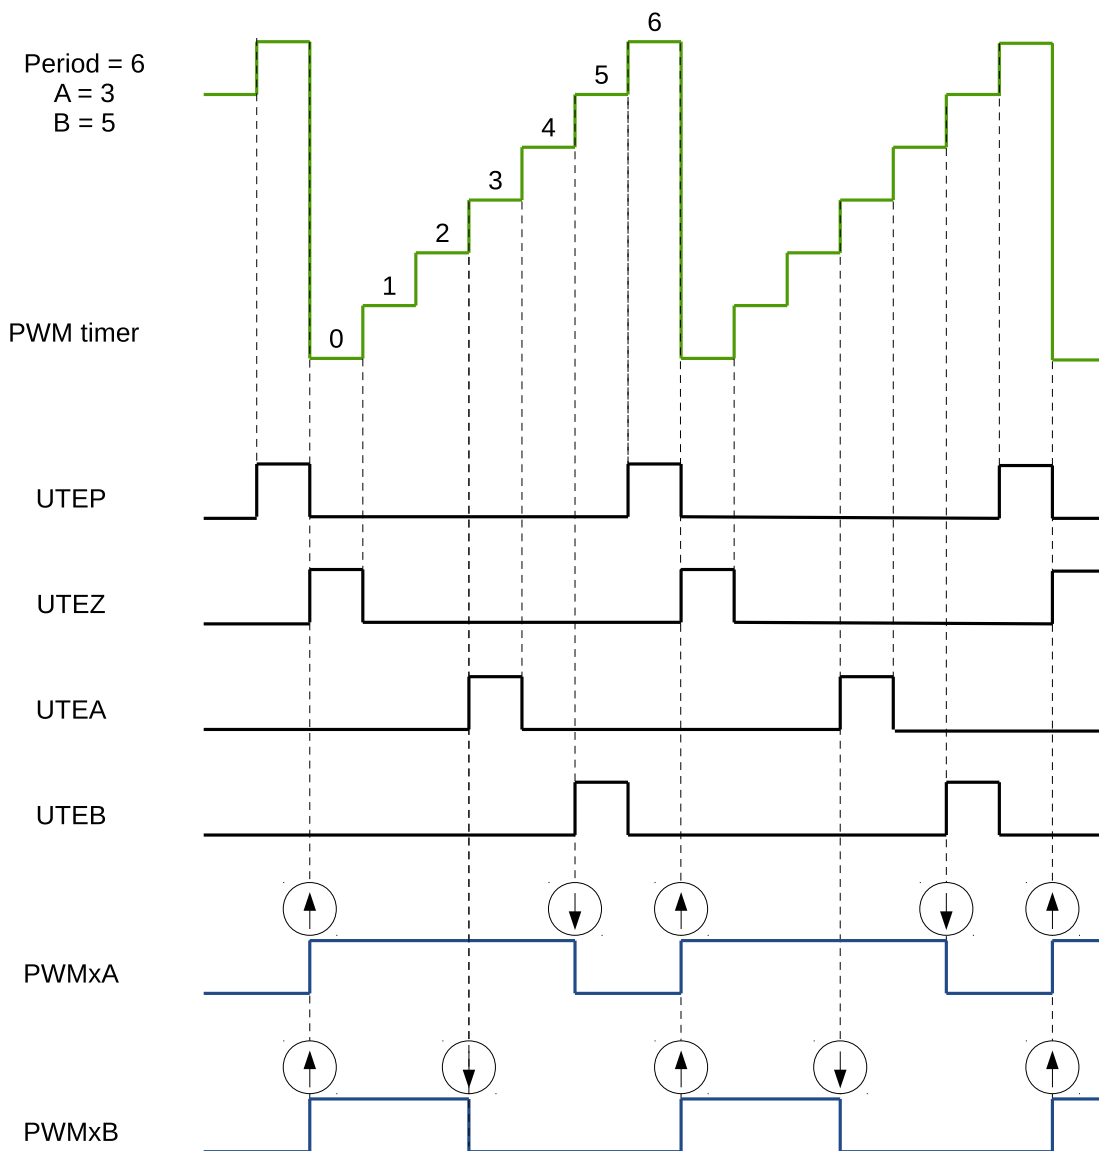 6
Period = 6
A = 3
B = 5
5
4
3
2
1
0
PWM timer
UTEP
UTEZ
UTEA
UTEB
PWMxA
PWMxB